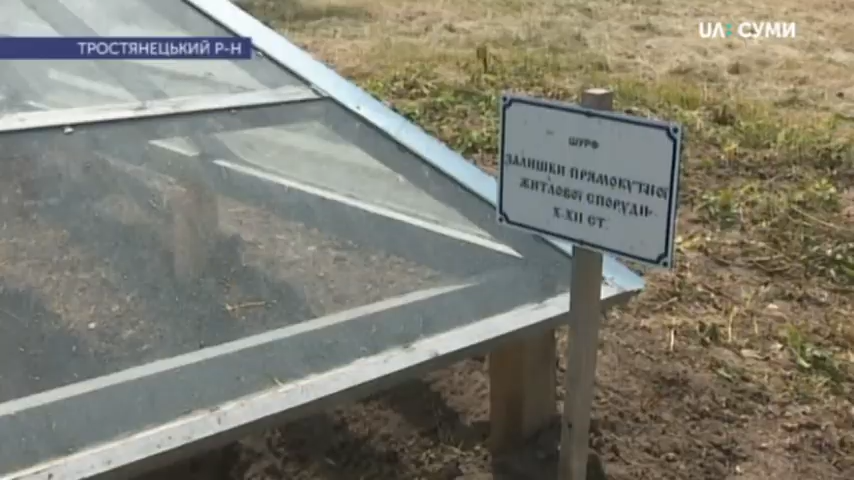 ТРОСТЯНЕЦЬКИЙ Р-Н
UA: СУМИ
ШУРФ
ЗАЛИШКИ ПРЯМОКУТНОЇ
ЖИТЛОВОЇ СПОРУДИ
X-XII СТ.